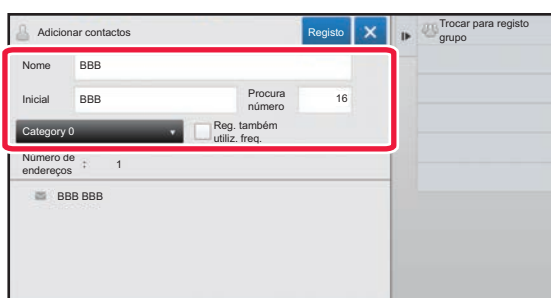 Adicionar contactos
Registo
Trocar para registo
grupo
Nome
BBB
Inicial
BBB
Procura
número
16
Category 0
Reg. também
utiliz. freq.
Número de
endereços
:
1
BBB BBB